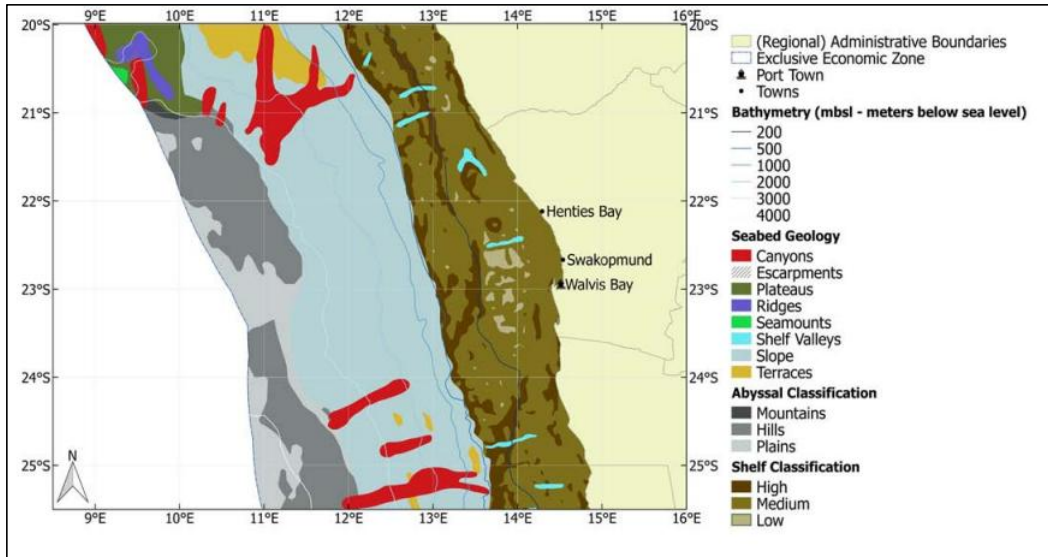 9°E 10°E 11°E 12°E 13°E 14°E 15°E 16°E
20°S 20°S
21°S 21°S
22°S 22°S
23°S 23°S
24°S 24°S
25°S 25°S
9°E 10°E 11°E 12°E 13°E 14°E 15°E 16°E
Henties Bay
Swakopmund
Walvis Bay
N
(Regional) Administrative Boundaries
Exclusive Economic Zone
Port Town
Towns
Bathymetry (mbsl - meters below sea level)
200
500
1000
2000
3000
4000
Seabed Geology
Canyons
Escarpments
Plateaus
Ridges
Seamounts
Shelf Valleys
Slope
Terraces
Abyssal Classification
Mountains
Hills
Plains
Shelf Classification
High
Medium
Low